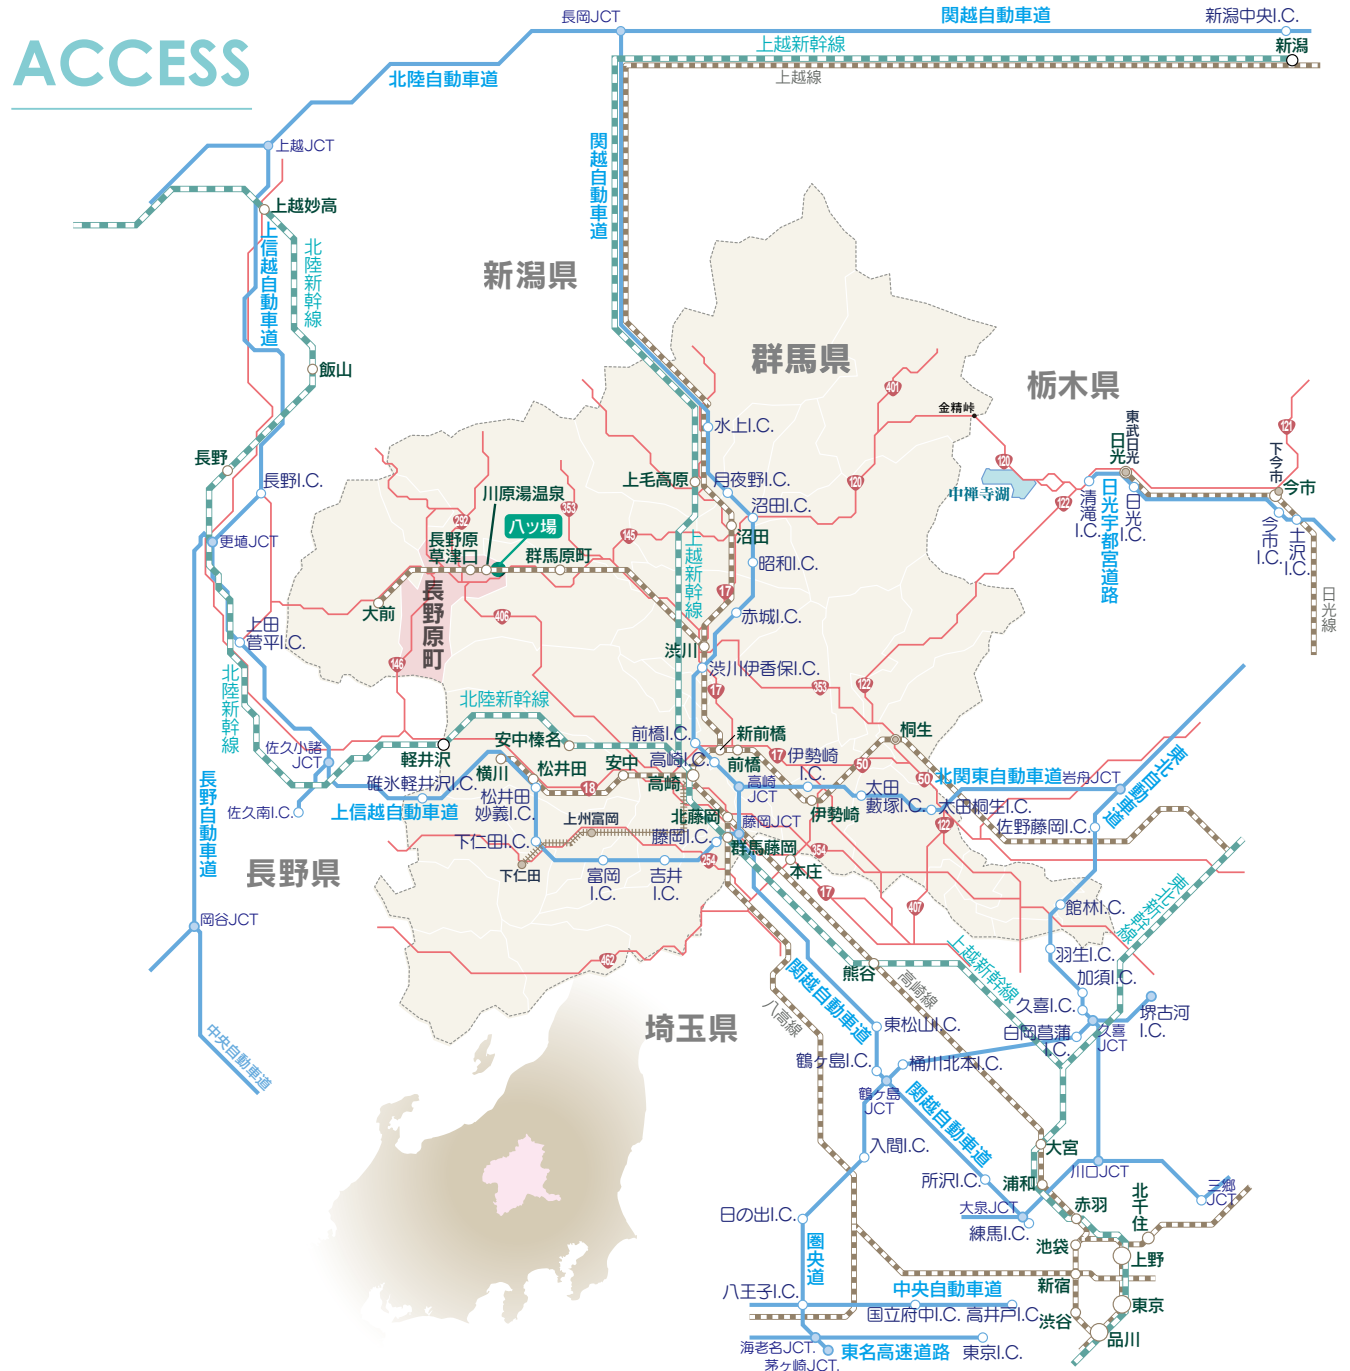 ACCESS
長岡JCT
関越自動車道
新潟中央I.C.
上越新幹線
新潟
上越線
北陸自動車道
上越JCT
関越自動車道
上越妙高
上信越自動車道
北陸新幹線
新潟県
群馬県
栃木県
飯山
401
金精峠
東武日光
日光
121
下今市
今市
水上I.C.
長野
長野I.C.
川原湯温泉
上毛高原
月夜野I.C.
沼田I.C.
120
120
122
中禅寺湖
清滝I.C.
日光宇都宮道路
日光I.C.
今市I.C.
土沢I.C.
292
353
八ッ場
145
沼田
更埴JCT
長野原草津口
群馬原町
上越新幹線
昭和I.C.
17
大前
長野原町
406
赤城I.C.
日光線
上田菅平I.C.
146
渋川
渋川伊香保I.C.
北陸新幹線
353
122
17
北陸新幹線
佐久小諸JCT
軽井沢
安中榛名
前橋I.C.
新前橋
桐生
高崎I.C.
前橋
17
伊勢崎I.C.
50
50
北関東自動車道
岩舟JCT
東北自動車道
長野自動車道
碓氷軽井沢I.C.
横川
松井田
安中
18
高崎
高崎JCT
太田藪塚I.C.
太田桐生I.C.
佐久南I.C.
上信越自動車道
松井田妙義I.C.
上州富岡
北藤岡
藤岡JCT
伊勢崎
122
佐野藤岡I.C.
下仁田I.C.
藤岡I.C.
群馬藤岡
354
254
本庄
長野県
下仁田
富岡I.C.
吉井I.C.
17
407
館林I.C.
東北新幹線
岡谷JCT
462
羽生I.C.
上越新幹線
熊谷
高崎線
加須I.C.
関越自動車道
八高線
埼玉県
東松山I.C.
久喜I.C.
白岡菖蒲I.C.
久喜JCT
堺古河I.C.
中央自動車道
鶴ヶ島I.C.
桶川北本I.C.
鶴ヶ島JCT
関越自動車道
入間I.C.
大宮
川口JCT
所沢I.C.
浦和
三郷JCT
大泉JCT
練馬I.C.
赤羽
北千住
日の出I.C.
圏央道
池袋
上野
新宿
八王子I.C.
中央自動車道
国立府中I.C.
高井戸I.C.
渋谷
東京
品川
海老名JCT.
茅ヶ崎JCT.
東名高速道路
東京I.C.